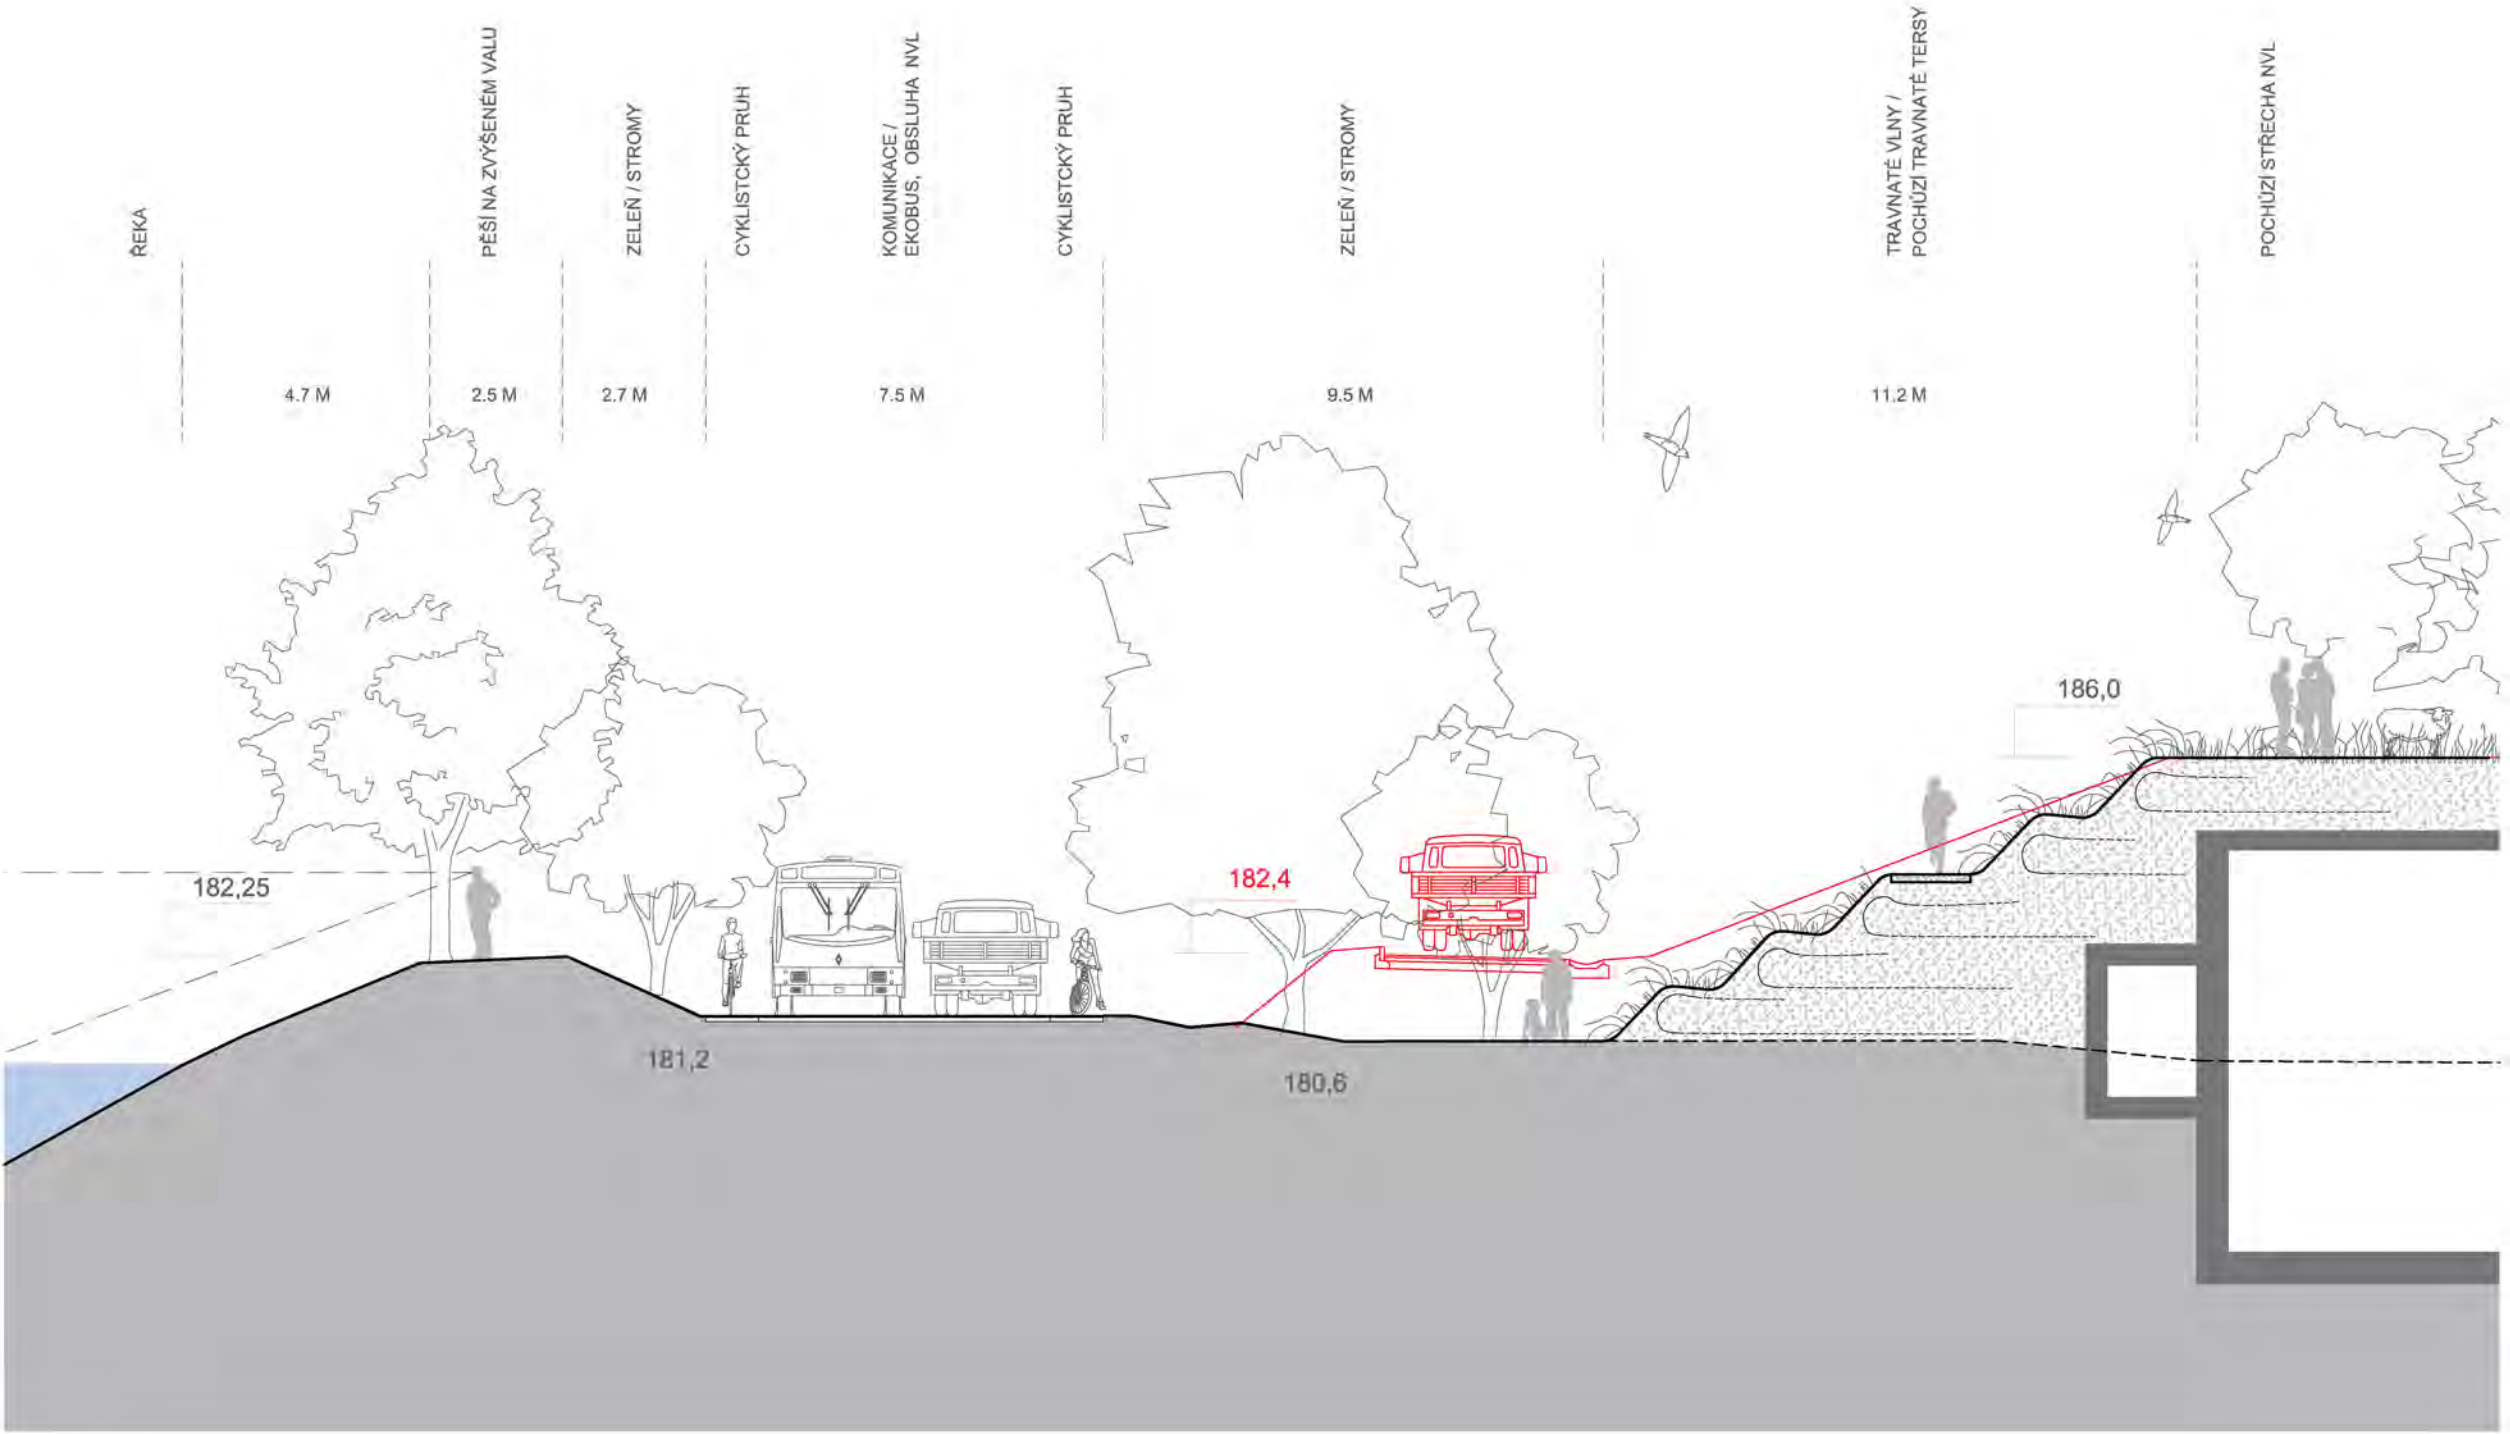 ŘEKA
PĚŠÍ NA ZVÝŠENÉM VALU
ZELEŇ / STROMY
CYKLISTCKÝ PRUH
KOMUNIKACE /
EKOBUS, OBSLUHA NVL
CYKLISTCKÝ PRUH
ZELEŇ / STROMY
TRAVNATÉ VLNY /
POCHŮZÍ TRAVNATÉ TERSY
POCHŮZÍ STŘECHA NVL
4.7 M
2.5 M
2.7 M
7.5 M
9.5 M
11.2 M
186,0
182,25
182,4
181,2
180,6